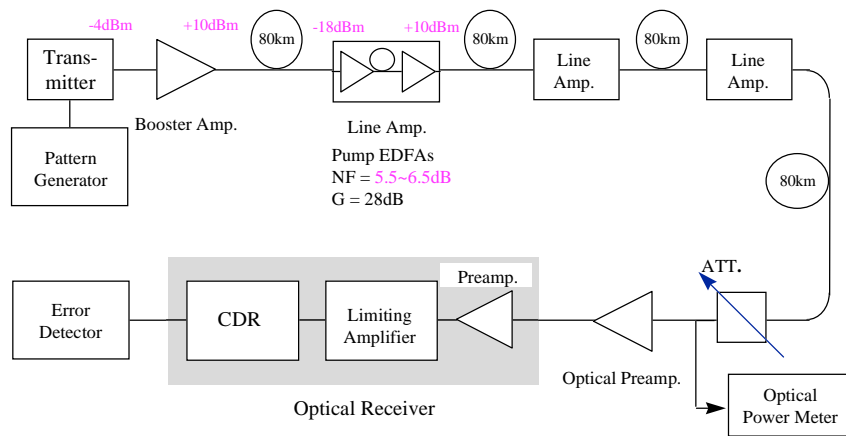 -4dBm
+10dBm
80km
-18dBm
+10dBm
80km
80km
Trans-
mitter
Line
Amp.
Line
Amp.
Booster Amp.
Line Amp.
Pattern
Generator
Pump EDFAs
NF = 5.5~6.5dB
G = 28dB
80km
ATT.
Preamp.
Error
Detector
CDR
Limiting
Amplifier
Optical Preamp.
Optical
Power Meter
Optical Receiver